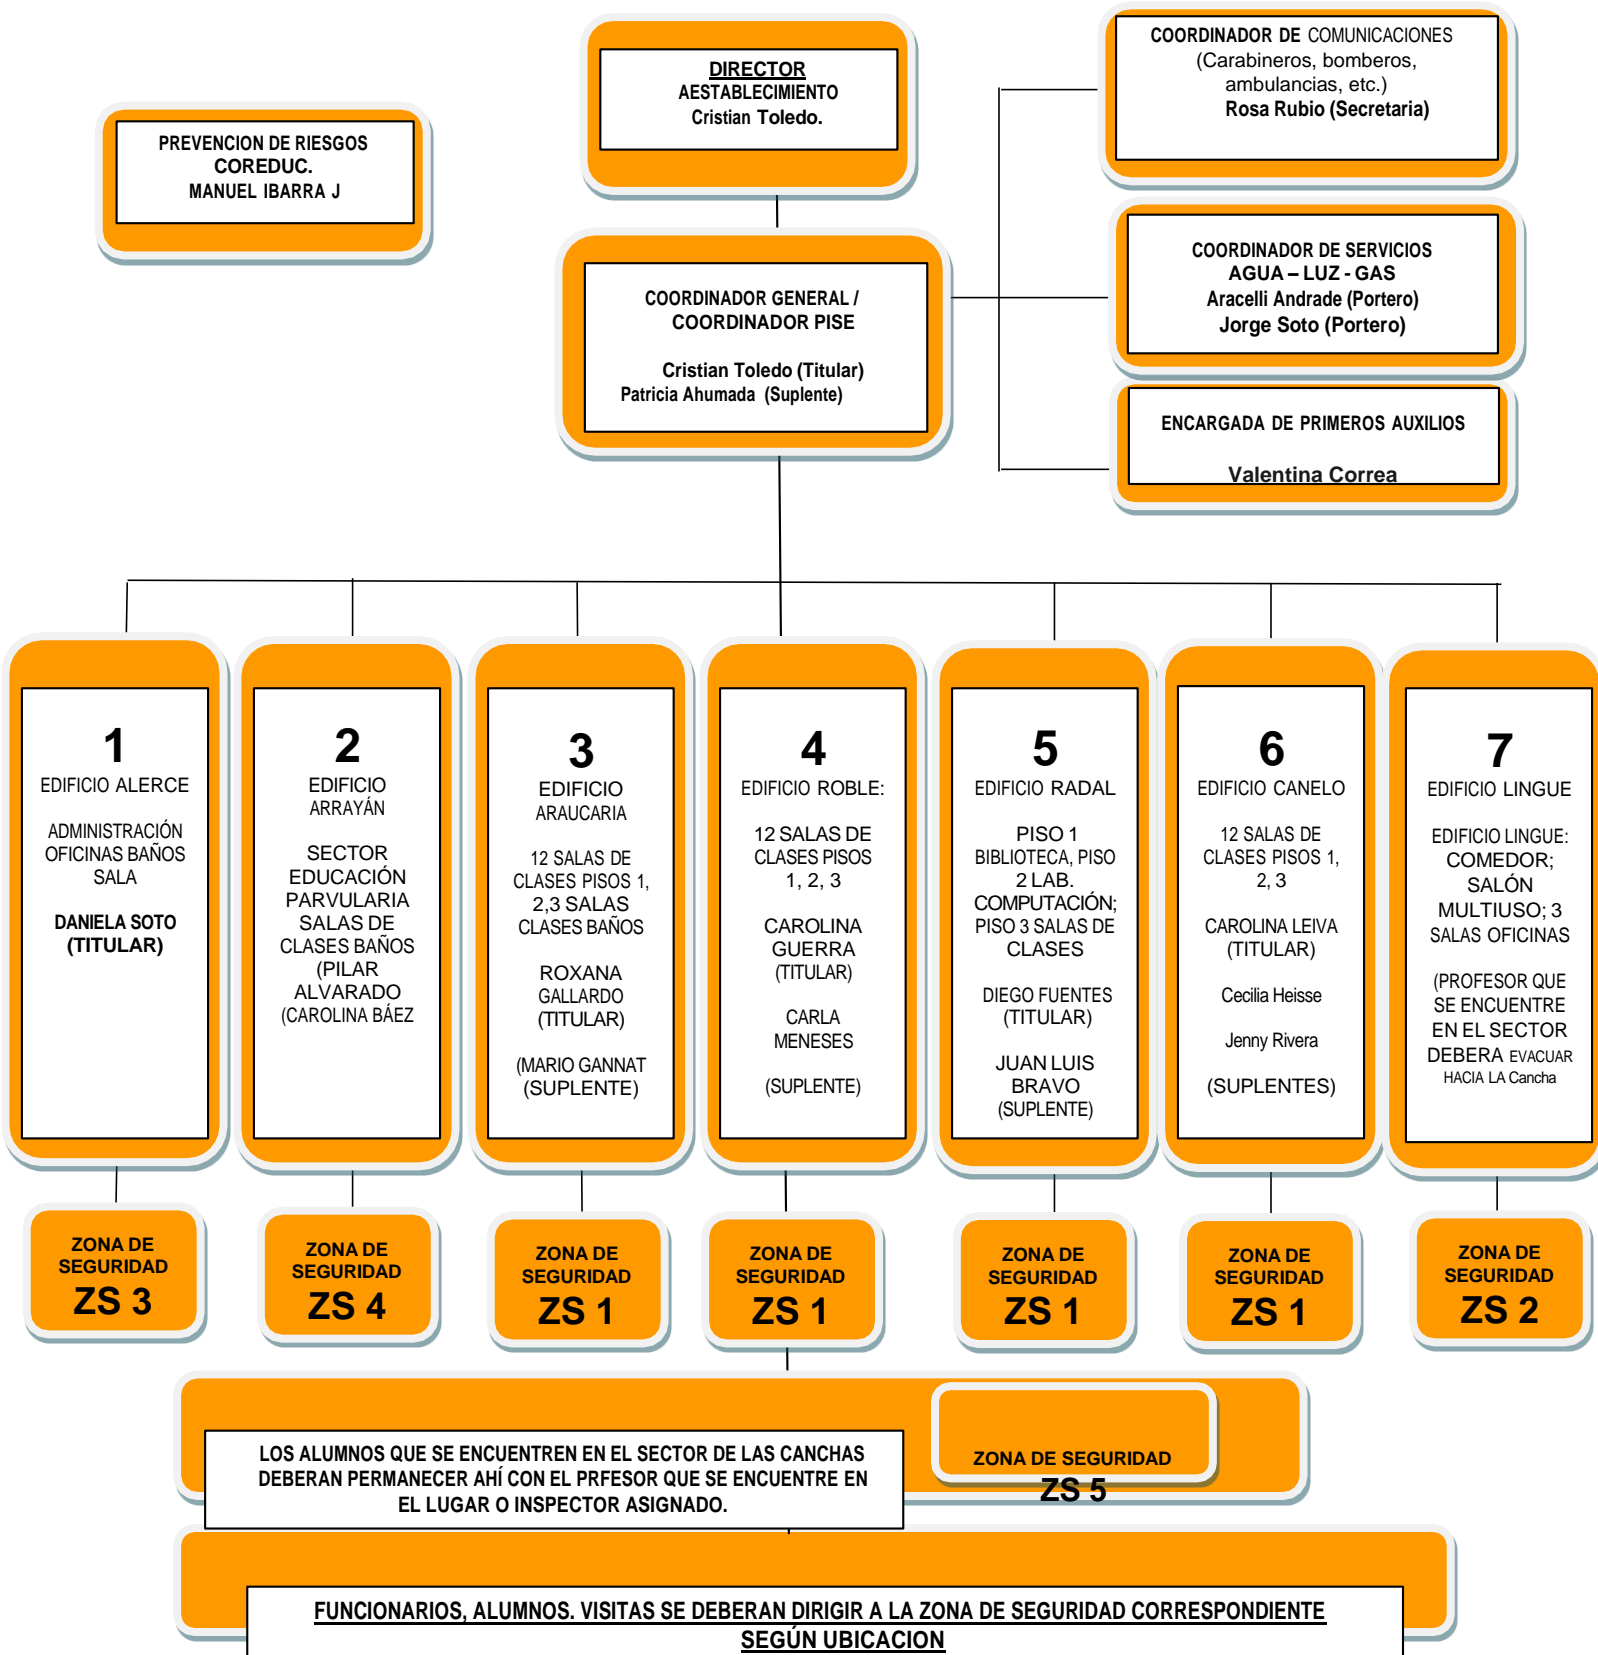 DIRECTOR
AESTABLECIMIENTO
Cristian Toledo.
COORDINADOR DE COMUNICACIONES
(Carabineros, bomberos,
ambulancias, etc.)
Rosa Rubio (Secretaria)
PREVENCION DE RIESGOS
COREDUC.
MANUEL IBARRA J
COORDINADOR GENERAL /
COORDINADOR PISE
Cristian Toledo (Titular)
Patricia Ahumada (Suplente)
COORDINADOR DE SERVICIOS
AGUA – LUZ - GAS
Aracelli Andrade (Portero)
Jorge Soto (Portero)
ENCARGADA DE PRIMEROS AUXILIOS
Valentina Correa
1
EDIFICIO ALERCE
ADMINISTRACIÓN
OFICINAS BAÑOS
SALA
DANIELA SOTO
(TITULAR)
2
EDIFICIO
ARRAYÁN
SECTOR
EDUCACIÓN
PARVULARIA
SALAS DE
CLASES BAÑOS
(PILAR
ALVARADO
(CAROLINA BÁEZ
3
EDIFICIO
ARAUCARIA
12 SALAS DE
CLASES PISOS 1,
2,3 SALAS
CLASES BAÑOS
ROXANA
GALLARDO
(TITULAR)
(MARIO GANNAT
(SUPLENTE)
4
EDIFICIO ROBLE:
12 SALAS DE
CLASES PISOS
1, 2, 3
CAROLINA
GUERRA
(TITULAR)
CARLA
MENESES
(SUPLENTE)
5
EDIFICIO RADAL
PISO 1
BIBLIOTECA, PISO
2 LAB.
COMPUTACIÓN;
PISO 3 SALAS DE
CLASES
DIEGO FUENTES
(TITULAR)
JUAN LUIS
BRAVO
(SUPLENTE)
6
EDIFICIO CANELO
12 SALAS DE
CLASES PISOS 1,
2, 3
CAROLINA LEIVA
(TITULAR)
Cecilia Heisse
Jenny Rivera
(SUPLENTES)
7
EDIFICIO LINGUE
EDIFICIO LINGUE:
COMEDOR;
SALÓN
MULTIUSO; 3
SALAS OFICINAS
(PROFESOR QUE
SE ENCUENTRE
EN EL SECTOR
DEBERA EVACUAR
HACIA LA Cancha
ZONA DE
SEGURIDAD
ZS 3
ZONA DE
SEGURIDAD
ZS 4
ZONA DE
SEGURIDAD
ZS 1
ZONA DE
SEGURIDAD
ZS 1
ZONA DE
SEGURIDAD
ZS 1
ZONA DE
SEGURIDAD
ZS 1
ZONA DE
SEGURIDAD
ZS 2
LOS ALUMNOS QUE SE ENCUENTREN EN EL SECTOR DE LAS CANCHAS
DEBERAN PERMANECER AHÍ CON EL PRFESOR QUE SE ENCUENTRE EN
EL LUGAR O INSPECTOR ASIGNADO.
ZONA DE SEGURIDAD
ZS 5
FUNCIONARIOS, ALUMNOS. VISITAS SE DEBERAN DIRIGIR A LA ZONA DE SEGURIDAD CORRESPONDIENTE
SEGÚN UBICACION